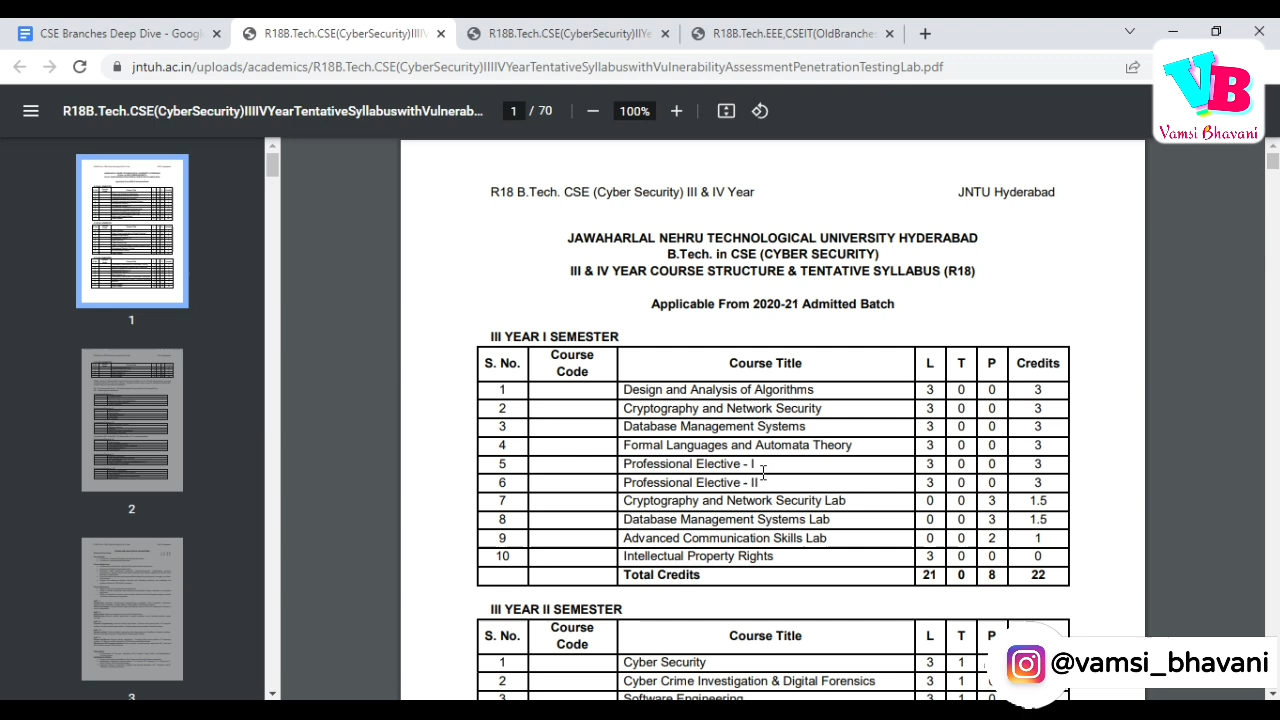 CSE Branches Deep Dive - Googl
R18B.Tech.CSE(CyberSecurity)IIIIV
R18B.Tech.CSE(CyberSecurity)IIYe
R18B.Tech.EEE,CSEIT(OldBranches
jntuh.ac.in/uploads/academics/R18B.Tech.CSE(CyberSecurity)IIIIVYearTentativeSyllabuswithVulnerabilityAssessmentPenetrationTestingLab.pdf
VB
Vamsi Bhavani
R18B.Tech.CSE(CyberSecurity)IIIIVYearTentativeSyllabuswithVulnerab... 1 / 70 100%
R18 B.Tech. CSE (Cyber Security) III & IV Year JNTU Hyderabad
JAWAHARLAL NEHRU TECHNOLOGICAL UNIVERSITY HYDERABAD
B.Tech. in CSE (CYBER SECURITY)
III & IV YEAR COURSE STRUCTURE & TENTATIVE SYLLABUS (R18)
Applicable From 2020-21 Admitted Batch
III YEAR I SEMESTER
S. No. Course Code Course Title L T P Credits
1 Design and Analysis of Algorithms 3 0 0 3
2 Cryptography and Network Security 3 0 0 3
3 Database Management Systems 3 0 0 3
4 Formal Languages and Automata Theory 3 0 0 3
5 Professional Elective - I 3 0 0 3
6 Professional Elective - II 3 0 0 3
7 Cryptography and Network Security Lab 0 0 3 1.5
8 Database Management Systems Lab 0 0 3 1.5
9 Advanced Communication Skills Lab 0 0 2 1
10 Intellectual Property Rights 3 0 0 0
Total Credits 21 0 8 22
III YEAR II SEMESTER
S. No. Course Code Course Title L T P
1 Cyber Security 3 1
2 Cyber Crime Investigation & Digital Forensics 3 1
3 Software Engineering 3 1 0
1
2
3
@vamsi_bhavani